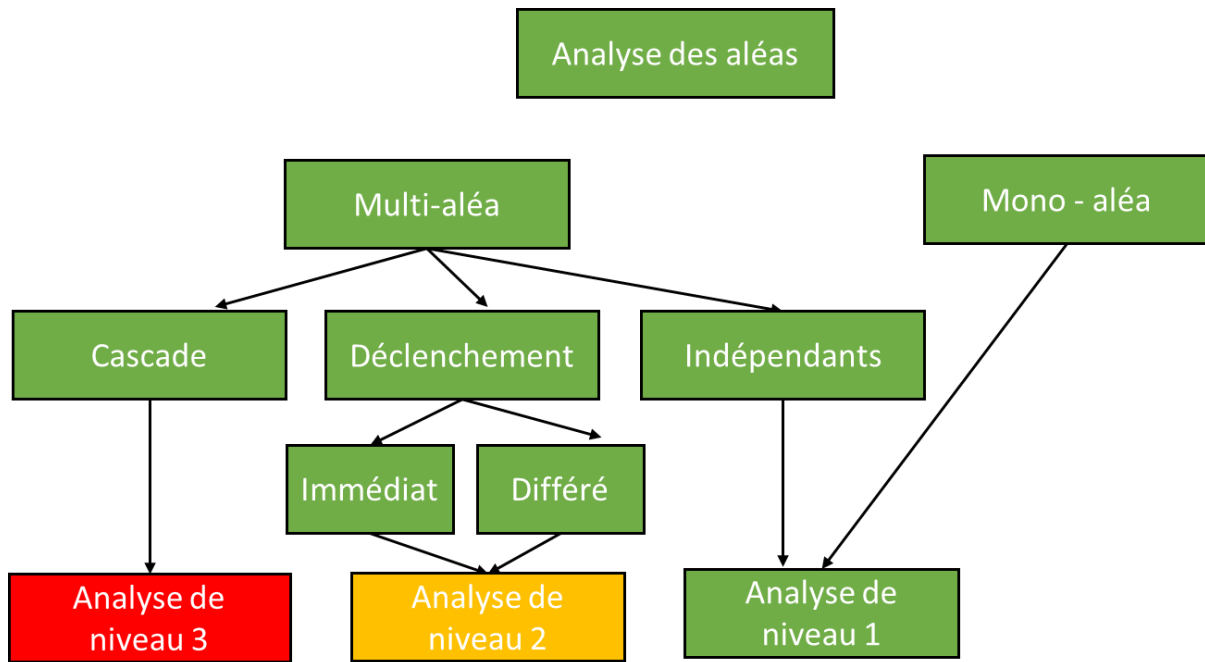 Analyse des aléas
Multi-aléa
Mono - aléa
Cascade
Déclenchement
Indépendants
Immédiat
Différé
Analyse de
niveau 3
Analyse de
niveau 2
Analyse de
niveau 1